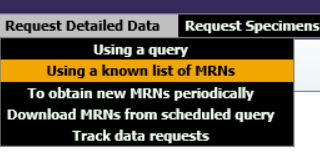 Request Detailed Data Request Specimens
Using a query
Using a known list of MRNs
To obtain new MRNs periodically
Download MRNs from scheduled query
Track data requests